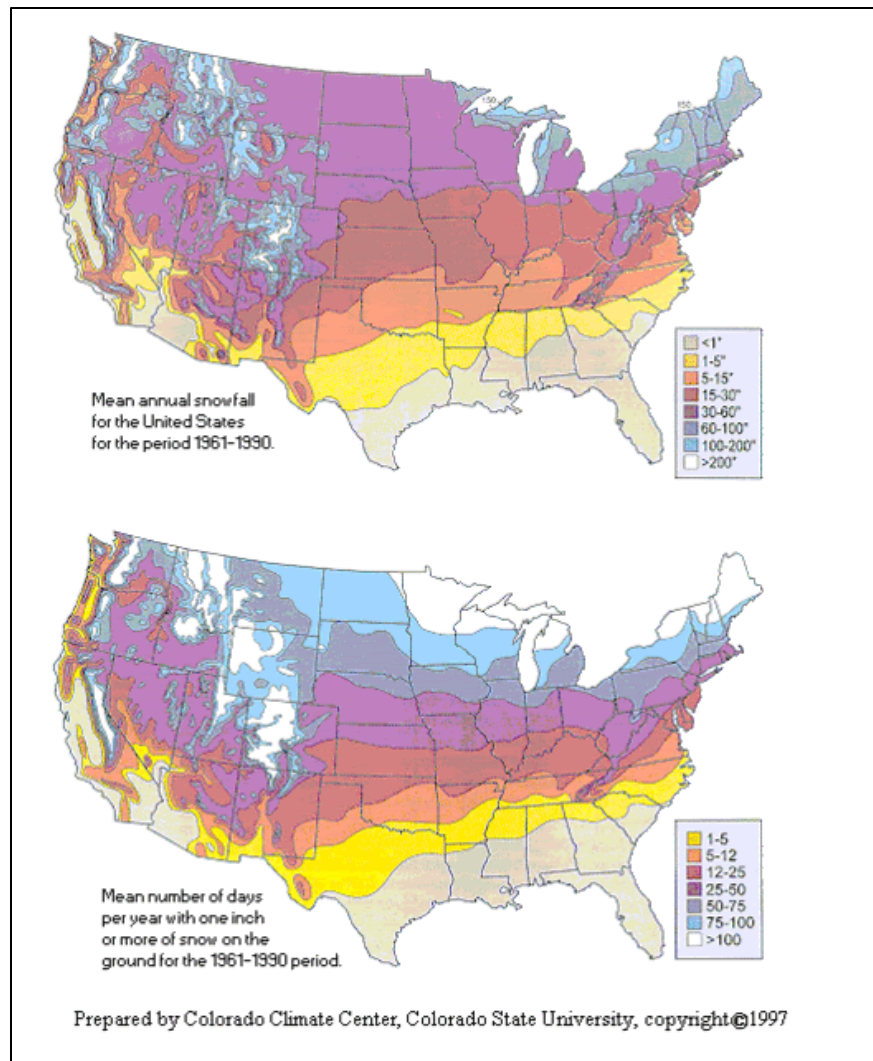 150
150
<1"
1-5"
5-15"
15-30"
30-60"
60-100"
100-200"
>200"
Mean annual snowfall
for the United States
for the period 1961-1990.
1-5
5-12
12-25
25-50
50-75
75-100
>100
Mean number of days
per year with one inch
or more of snow on the
ground for the 1961-1990 period.
Prepared by Colorado Climate Center, Colorado State University, copyright©1997